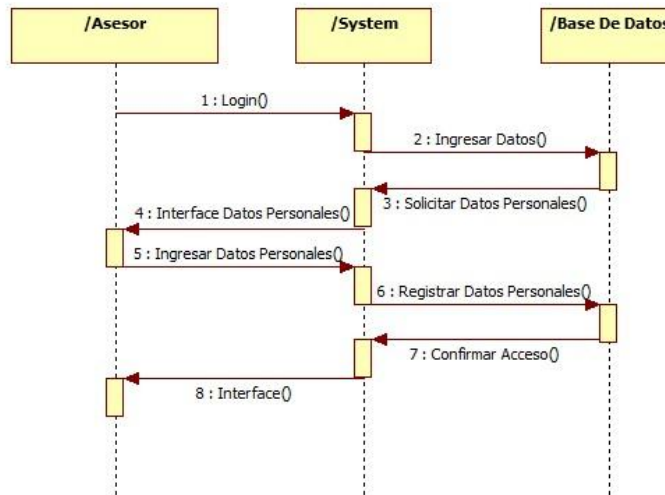 /Asesor
/System
/Base De Datos
1 : Login()
2 : Ingresar Datos()
3 : Solicitar Datos Personales()
4 : Interface Datos Personales()
5 : Ingresar Datos Personales()
6 : Registrar Datos Personales()
7 : Confirmar Acceso()
8 : Interface()